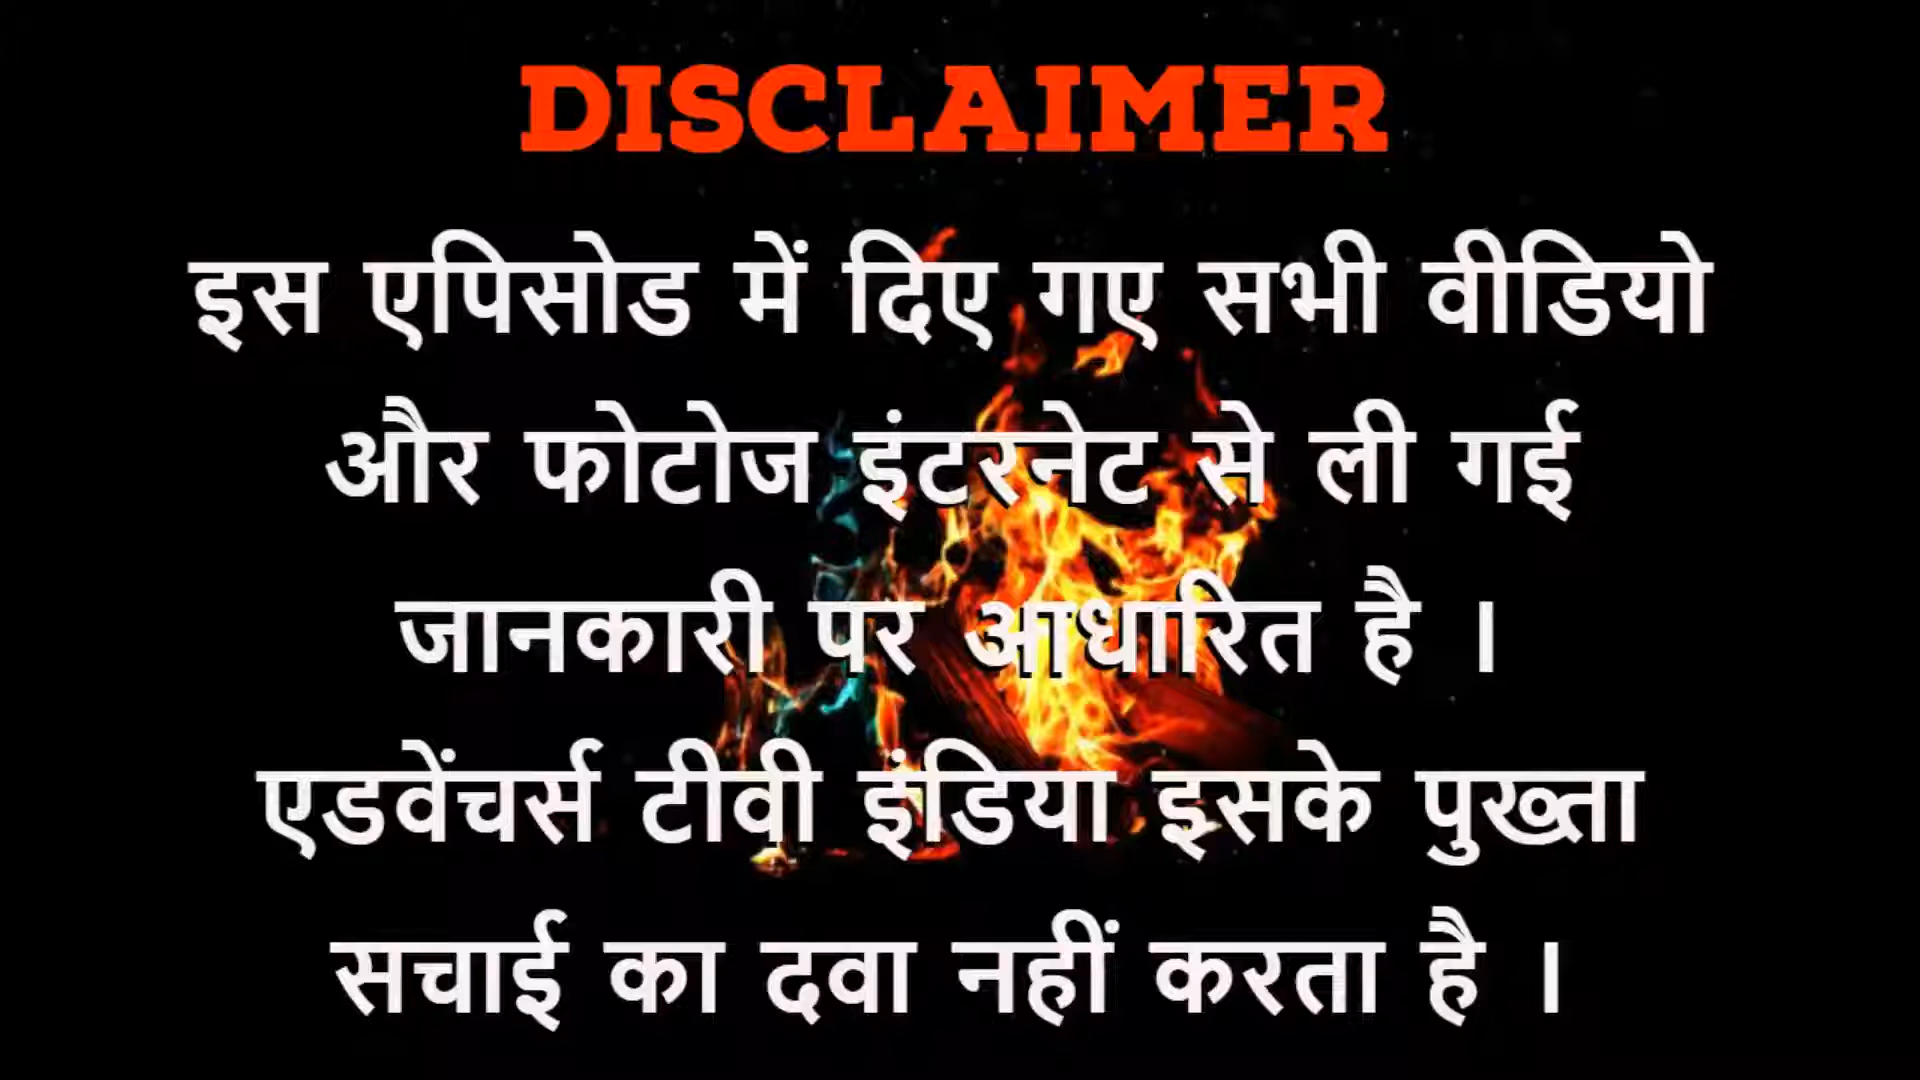 DISCLAIMER
इस एपिसोड में दिए गए सभी वीडियो
और फोटोज इंटरनेट से ली गई
जानकारी पर आधारित है ।
एडवेंचर्स टीवी इंडिया इसके पुख्ता
सचाई का दवा नहीं करता है ।